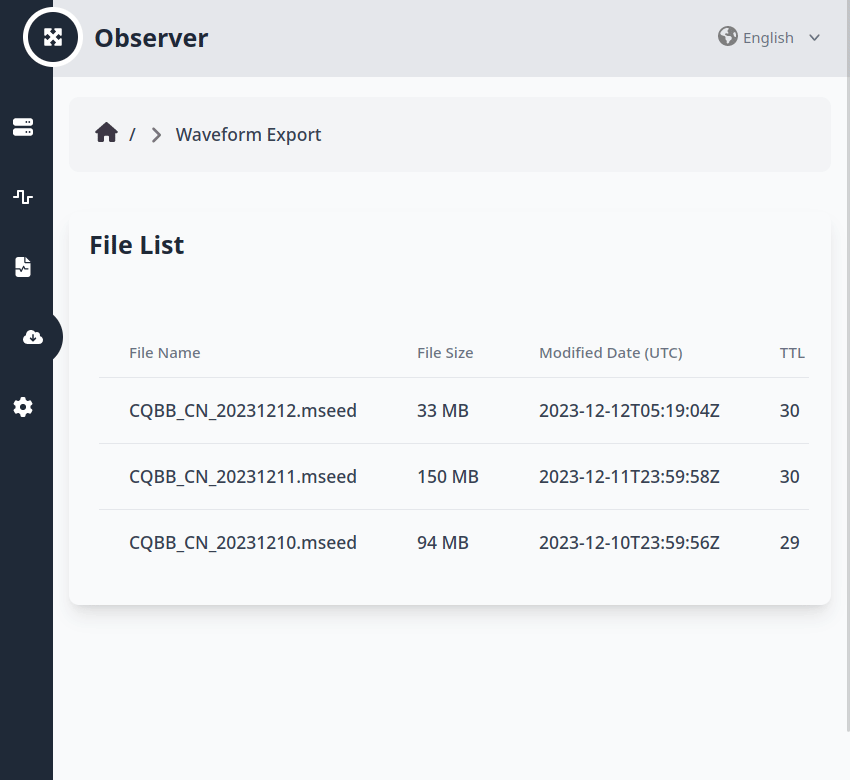 Observer
English
/ Waveform Export
File List
File Name File Size Modified Date (UTC) TTL
CQBB_CN_20231212.mseed 33 MB 2023-12-12T05:19:04Z 30
CQBB_CN_20231211.mseed 150 MB 2023-12-11T23:59:58Z 30
CQBB_CN_20231210.mseed 94 MB 2023-12-10T23:59:56Z 29